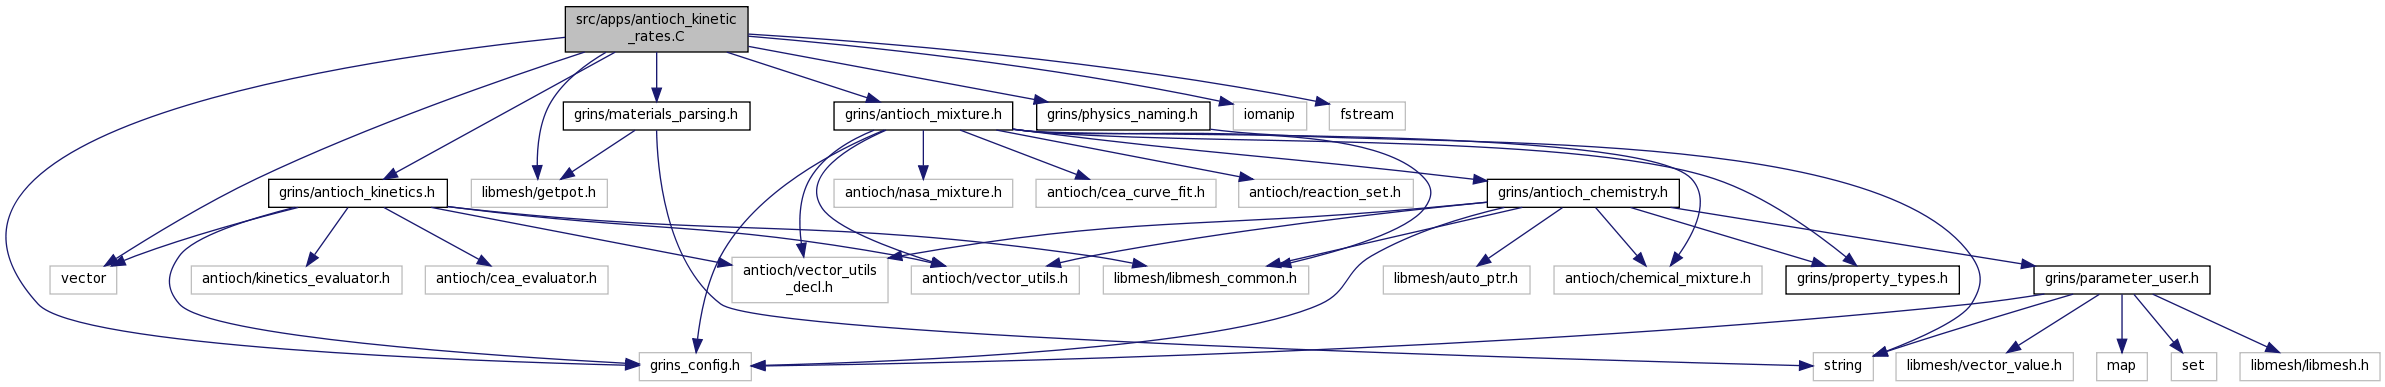 src/apps/antioch_kinetic
_rates.C
grins/materials_parsing.h
grins/antioch_mixture.h
grins/physics_naming.h
iomanip
fstream
grins/antioch_kinetics.h
libmesh/getpot.h
antioch/nasa_mixture.h
antioch/cea_curve_fit.h
antioch/reaction_set.h
grins/antioch_chemistry.h
vector
antioch/kinetics_evaluator.h
antioch/cea_evaluator.h
antioch/vector_utils
_decl.h
antioch/vector_utils.h
libmesh/libmesh_common.h
libmesh/auto_ptr.h
antioch/chemical_mixture.h
grins/property_types.h
grins/parameter_user.h
grins_config.h
string
libmesh/vector_value.h
map
set
libmesh/libmesh.h